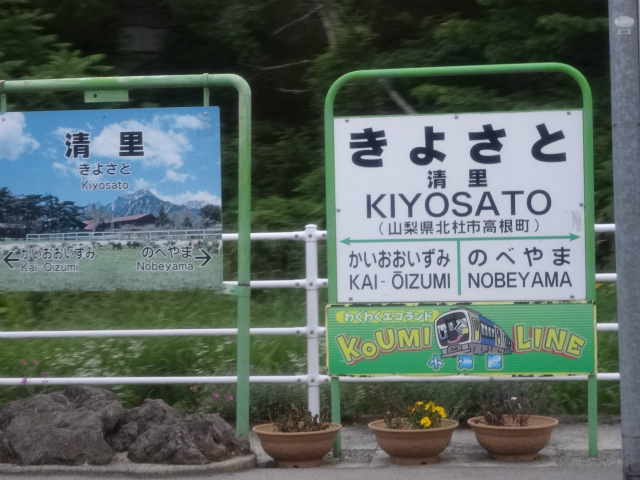 清里
きよさと
Kiyosato
かいおおいずみ
Kai Oizumi
のべやま
Nobeyama
きよさと
清里
KIYOSATO
(山梨県北杜市高根町)
かいおおいずみ
KAI-ŌIZUMI
のべやま
NOBEYAMA
わくわくエコランド
KOUMI LINE
小海線